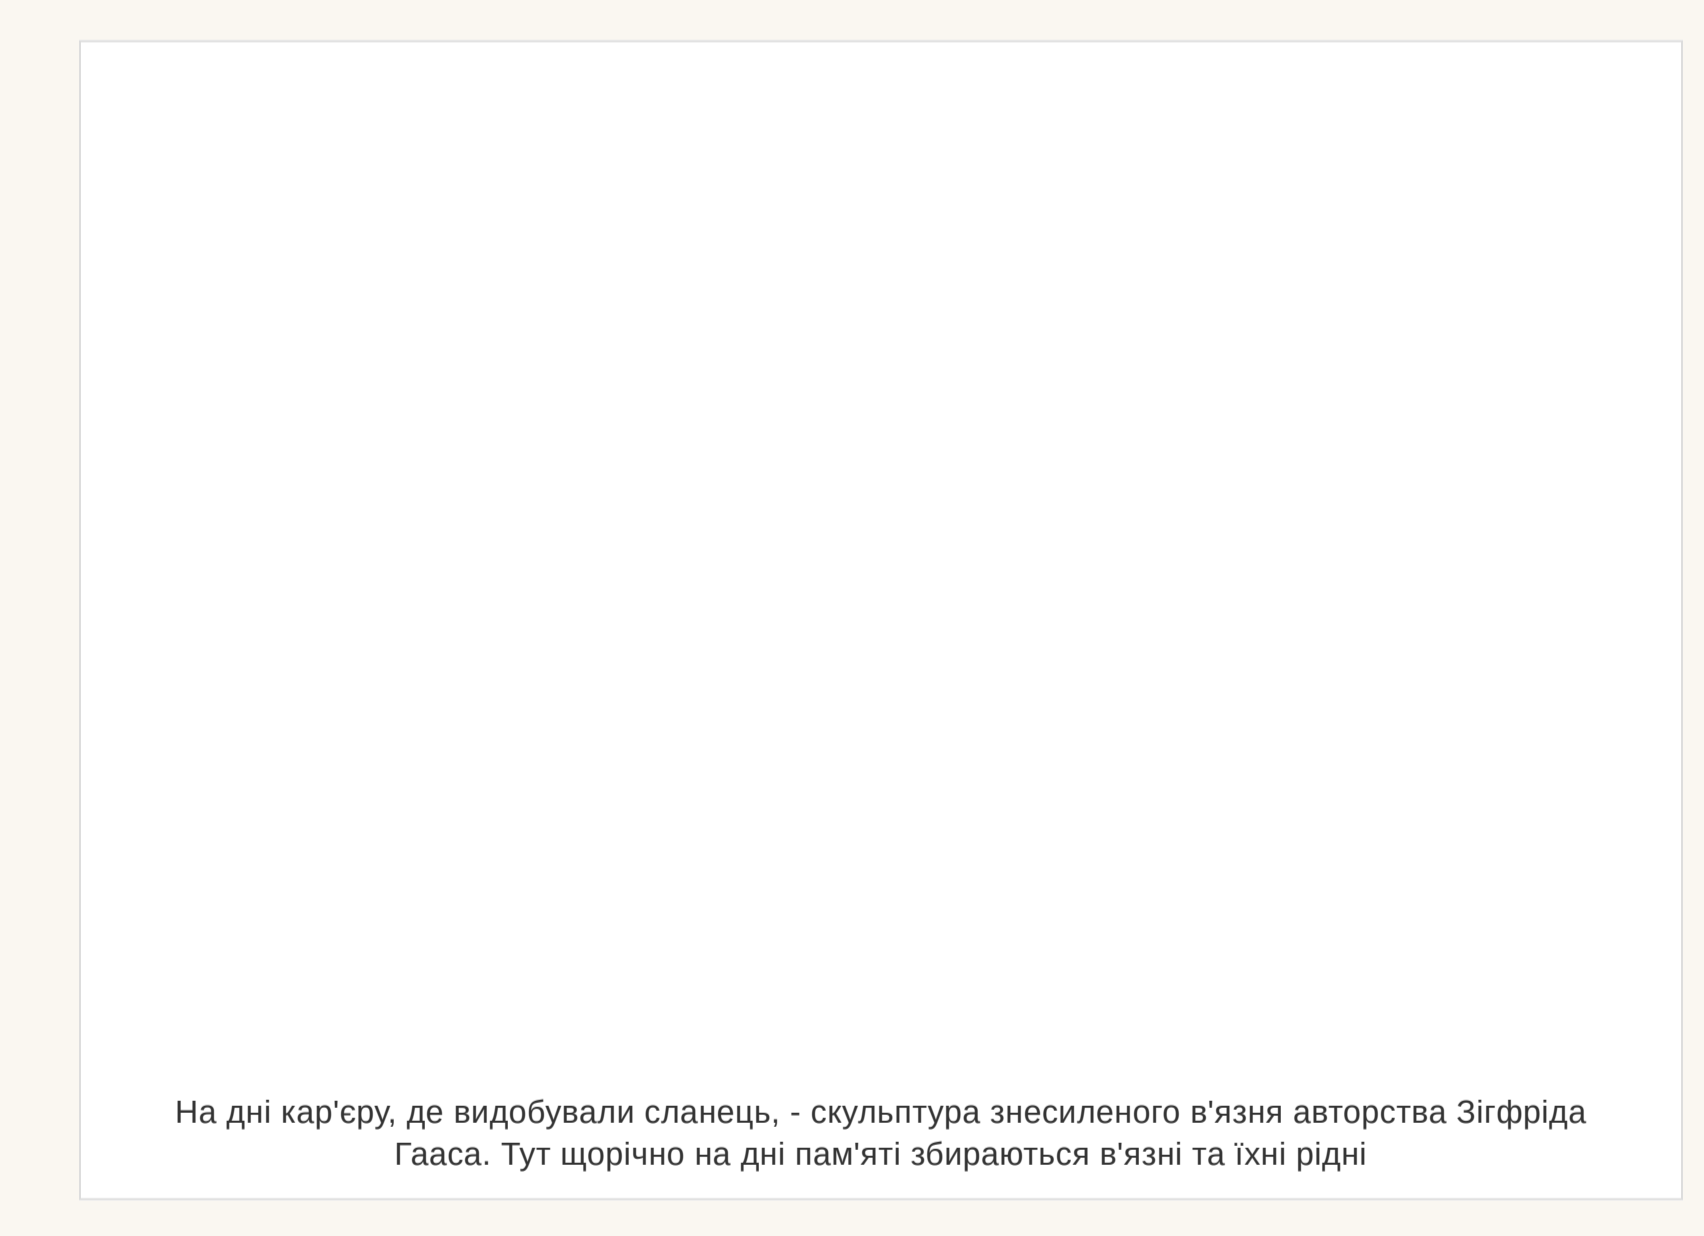 На дні кар'єру, де видобували сланець, - скульптура знесиленого в'язня авторства Зігфріда
Гааса. Тут щорічно на дні пам'яті збираються в'язні та їхні рідні